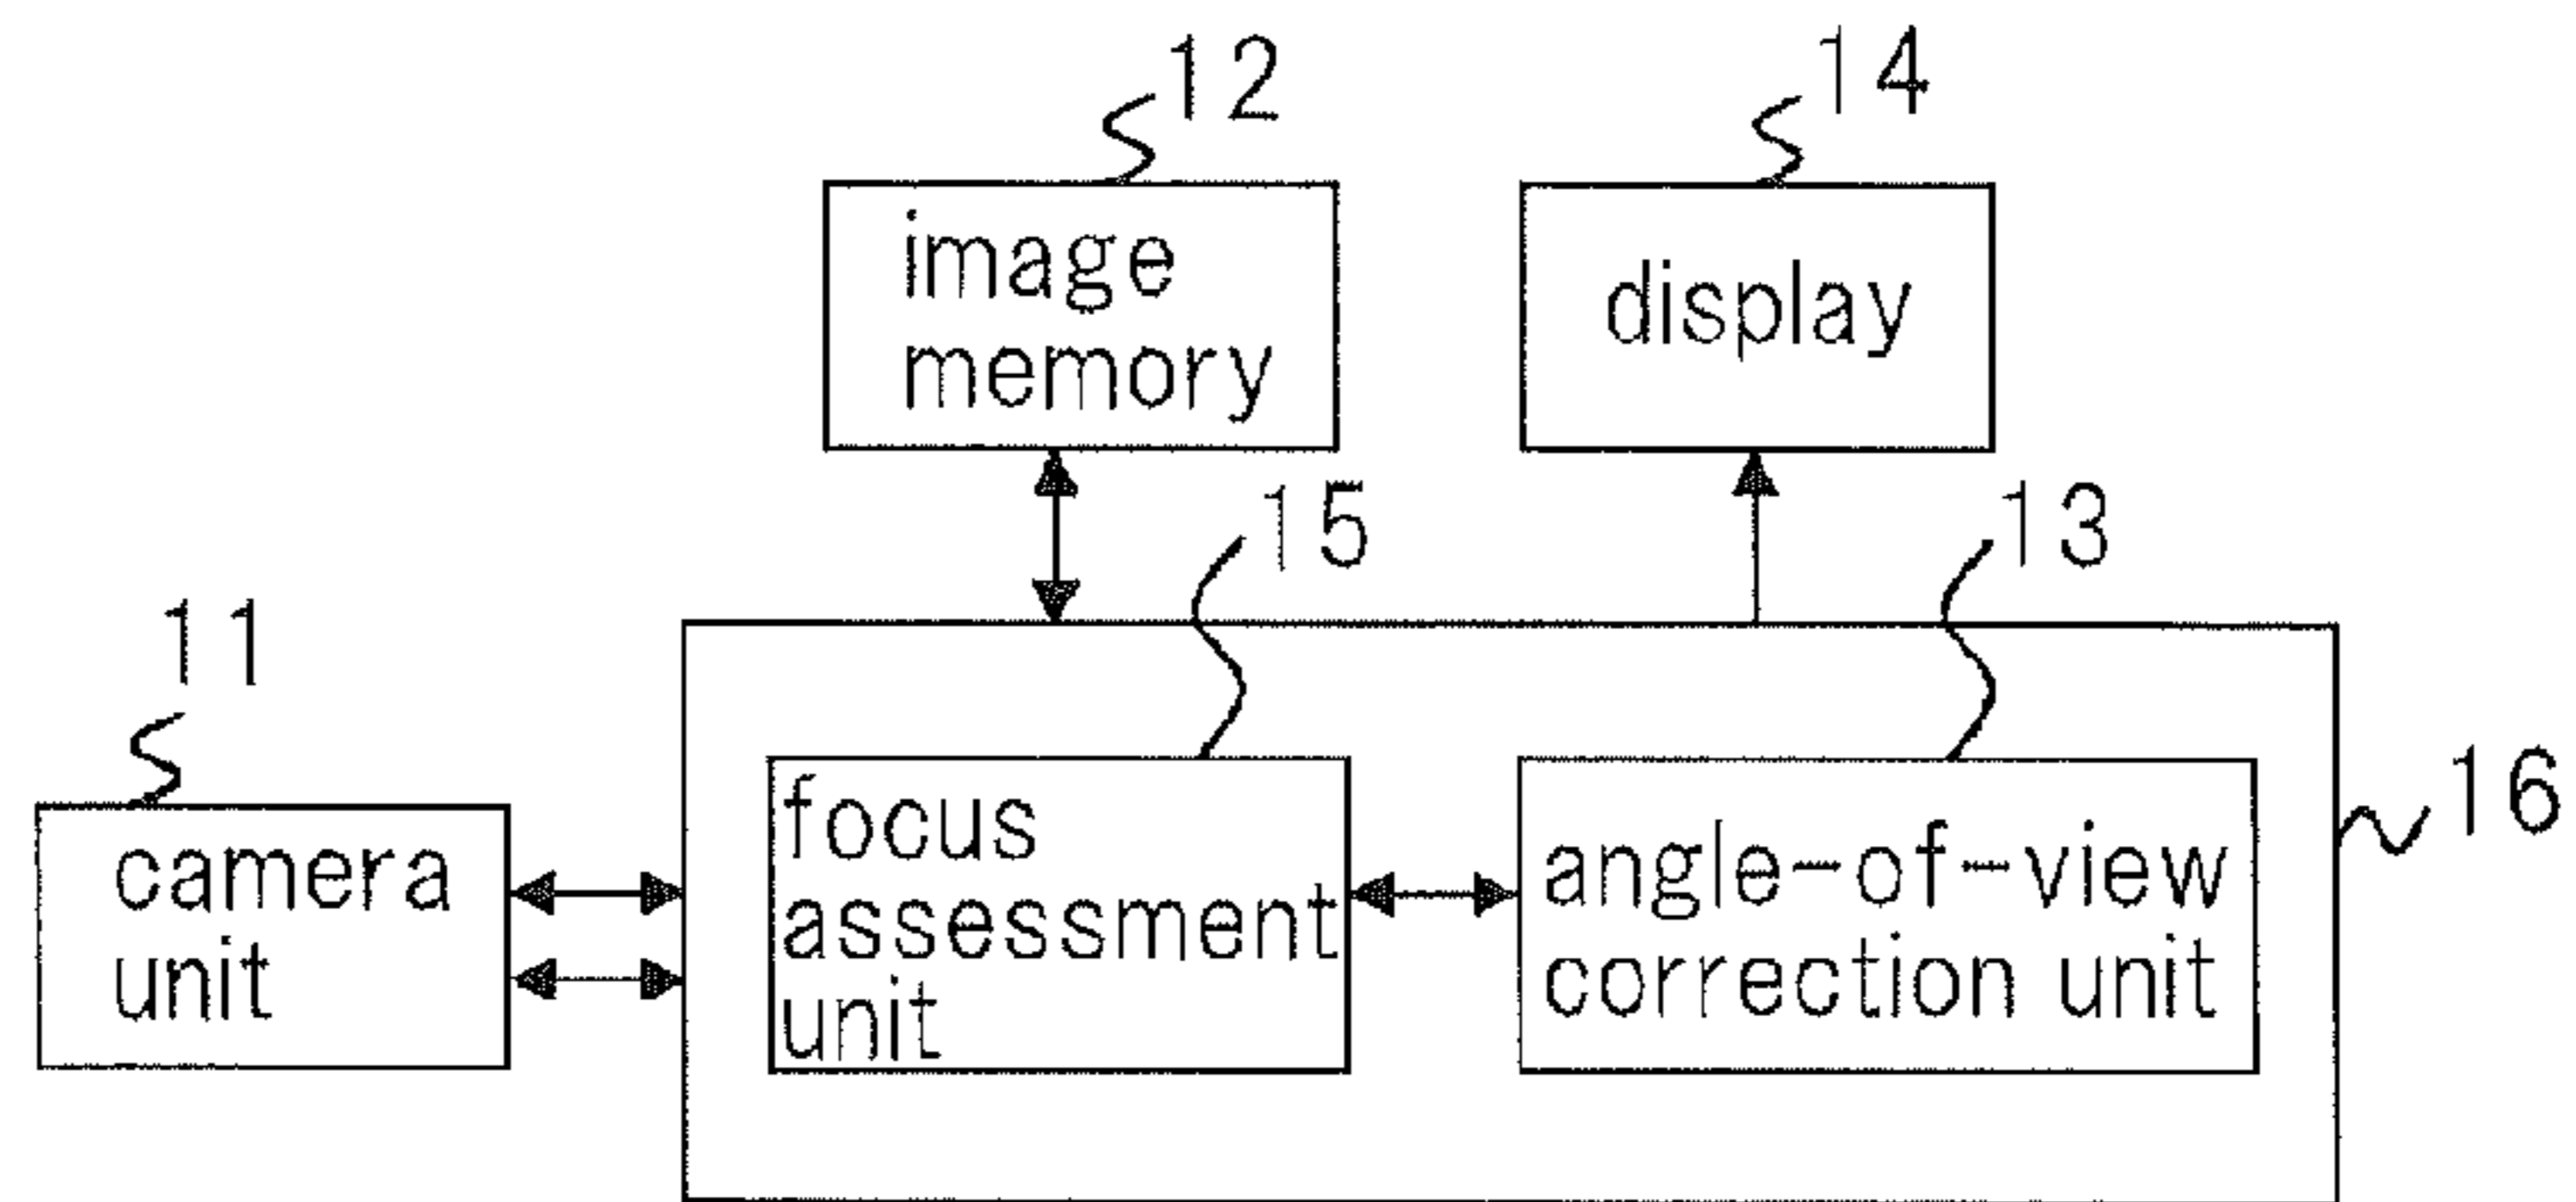 12
14
image
memory
display
15
13
11
16
camera
unit
focus
assessment
unit
angle-of-view
correction unit